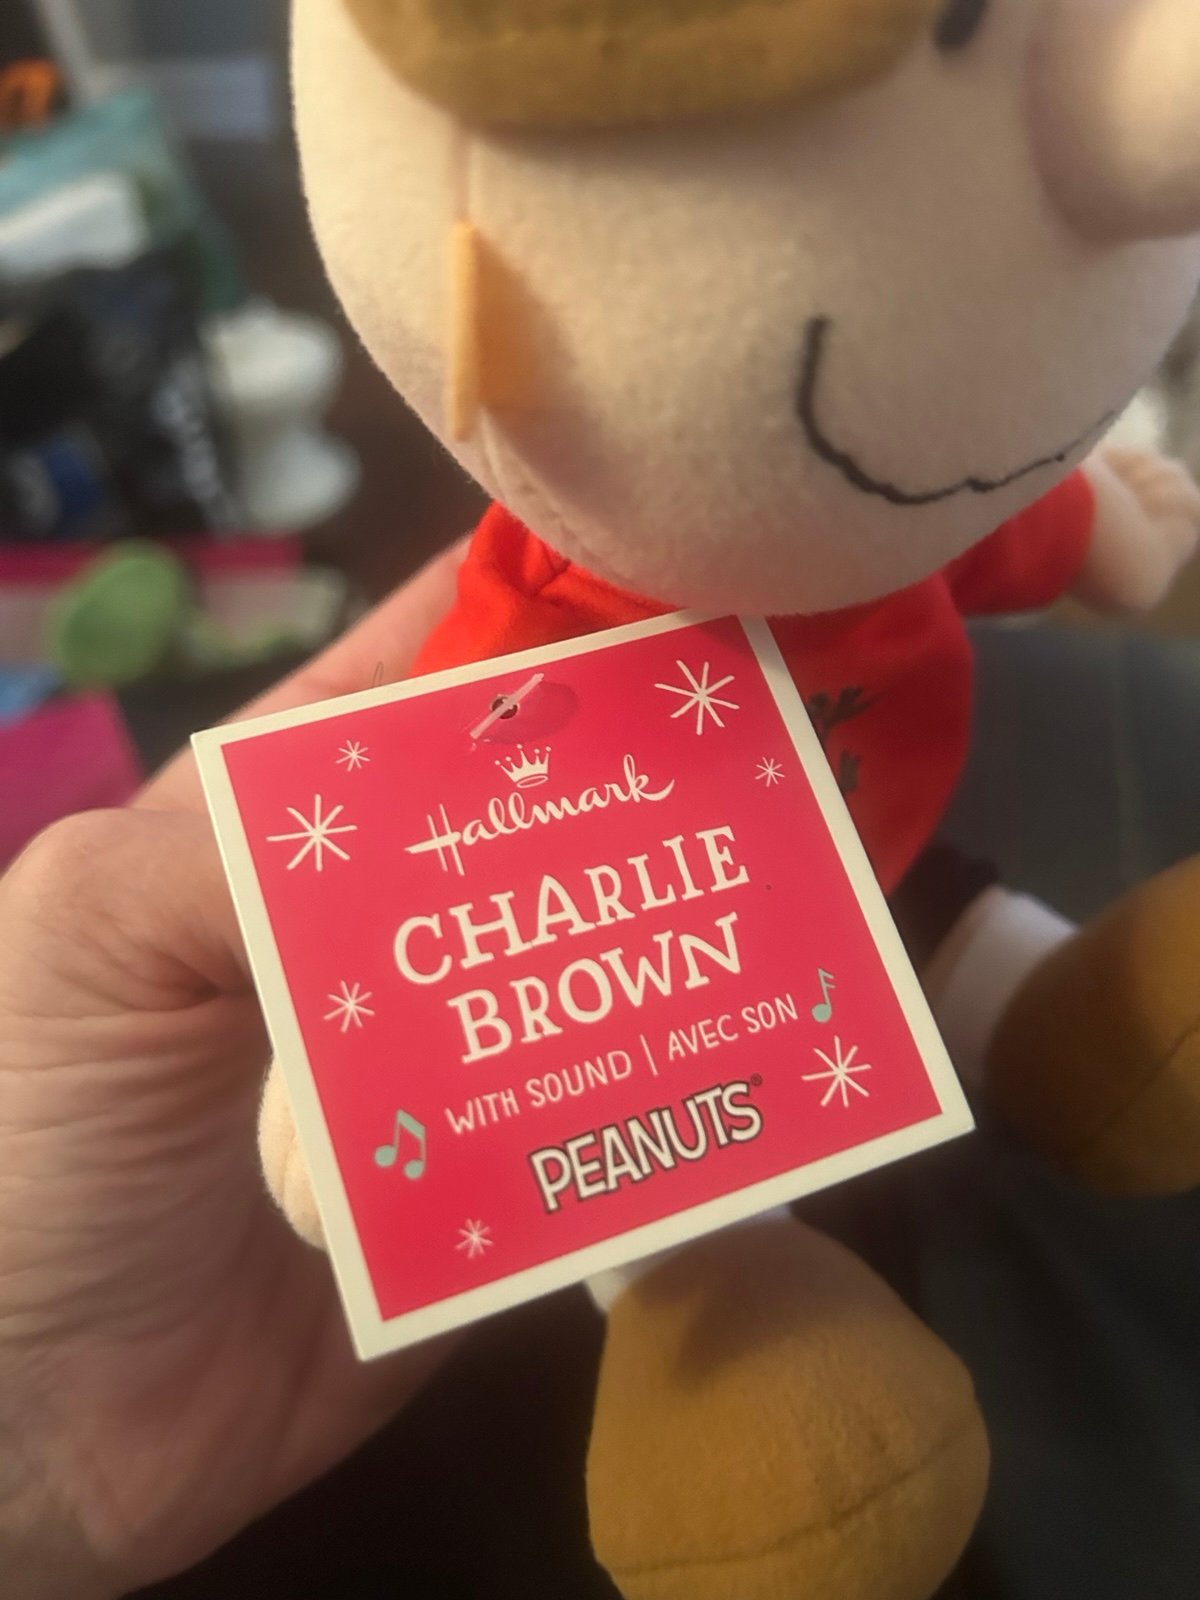 Hallmark
CHARLIE
BROWN
WITH SOUND | AVEC SON
PEANUTS®